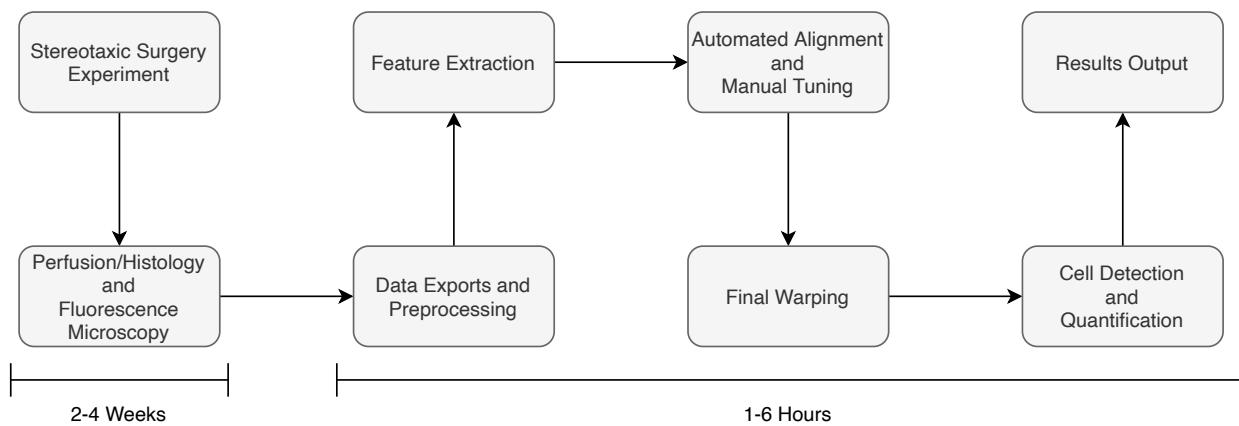 Stereotaxic Surgery
Experiment
Perfusion/Histology
and
Fluorescence
Microscopy
Data Exports and
Preprocessing
Feature Extraction
Automated Alignment
and
Manual Tuning
Final Warping
Cell Detection
and
Quantification
Results Output
2-4 Weeks
1-6 Hours